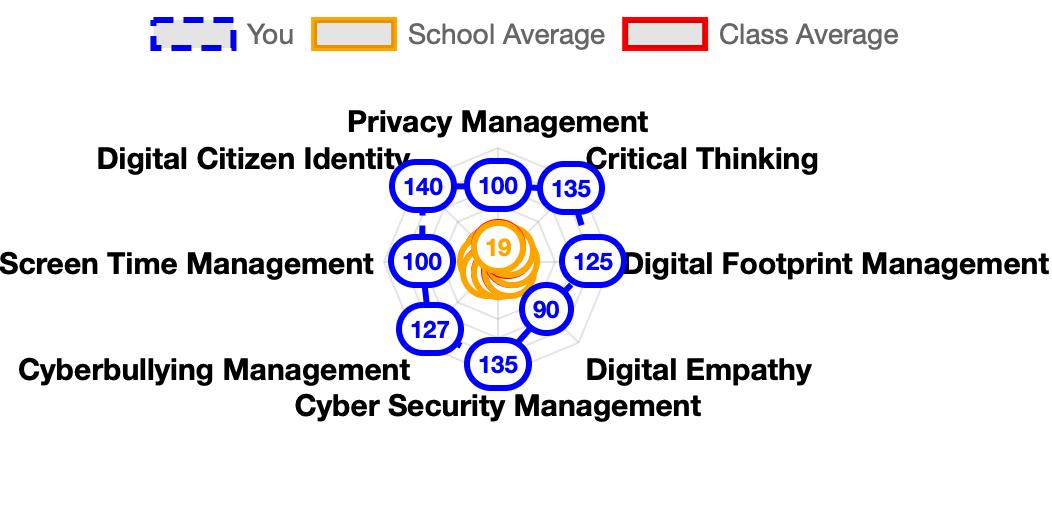 You School Average Class Average
Privacy Management
Digital Citizen Identity Critical Thinking
140 100 135
19
Screen Time Management 100 125 Digital Footprint Management
90
127
135
Cyberbullying Management Digital Empathy
Cyber Security Management